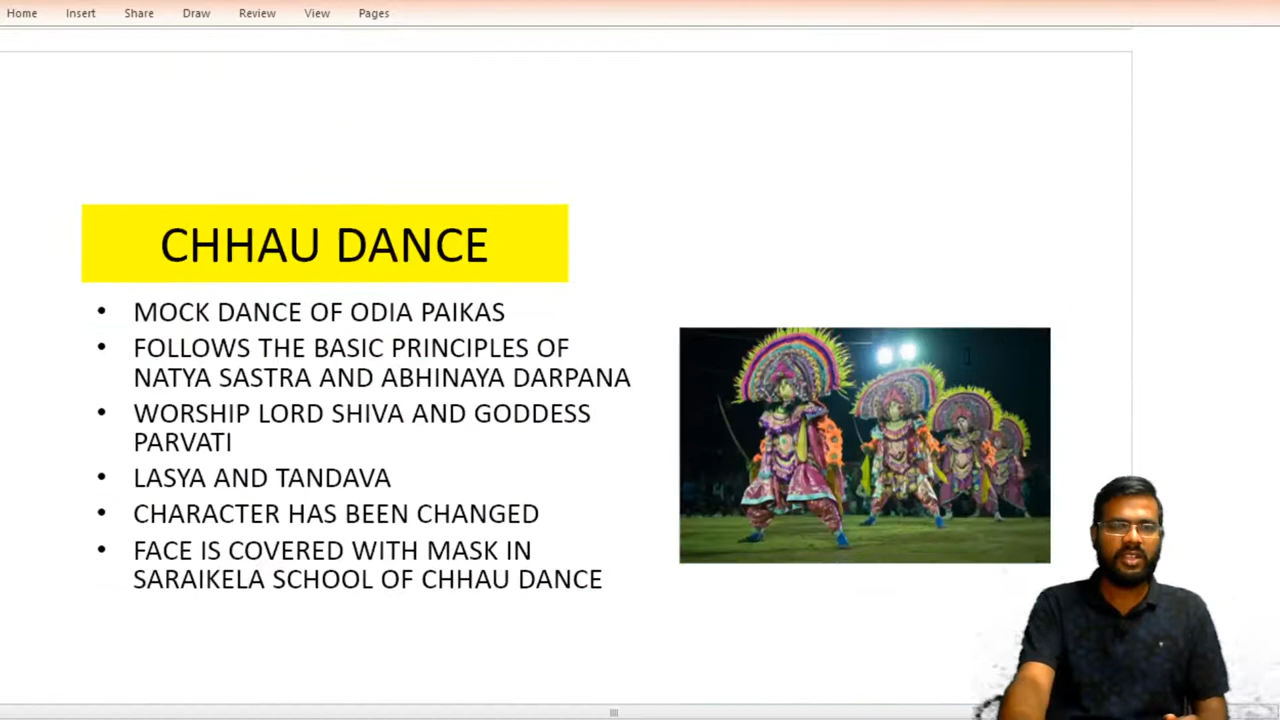 Home Insert Share Draw Review View Pages
CHHAU DANCE
• MOCK DANCE OF ODIA PAIKAS
• FOLLOWS THE BASIC PRINCIPLES OF
NATYA SASTRA AND ABHINAYA DARPANA
• WORSHIP LORD SHIVA AND GODDESS
PARVATI
• LASYA AND TANDAVA
• CHARACTER HAS BEEN CHANGED
• FACE IS COVERED WITH MASK IN
SARAIKELA SCHOOL OF CHHAU DANCE